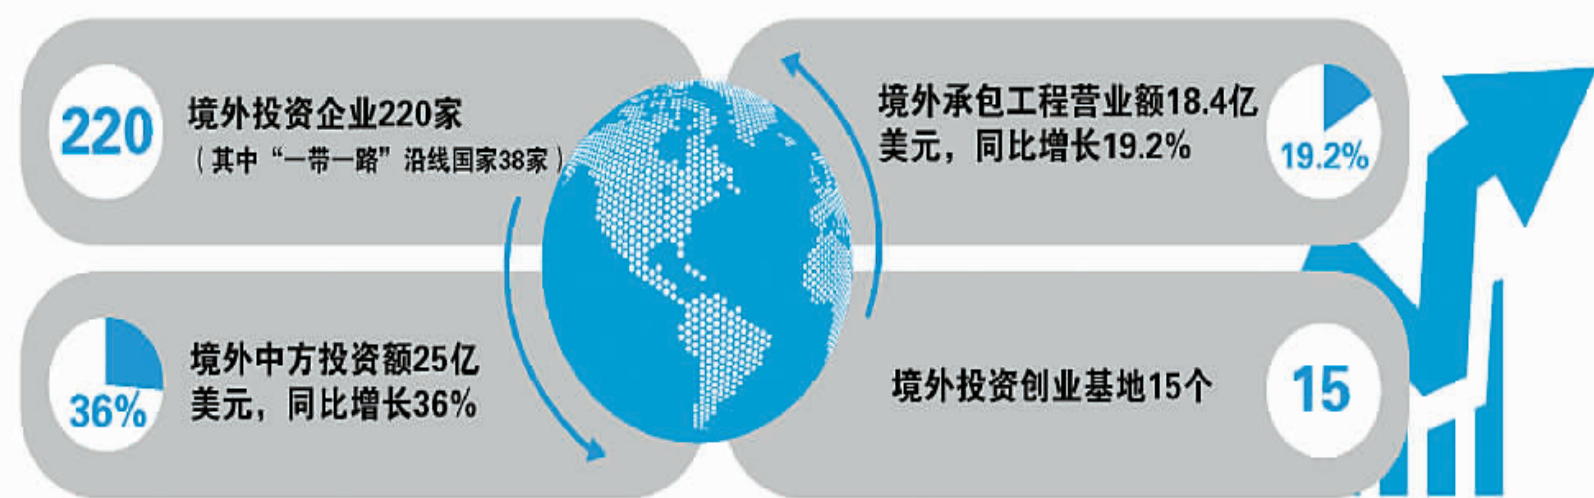 220
境外投资企业220家
（其中“一带一路”沿线国家38家）
境外承包工程营业额18.4亿
美元，同比增长19.2%
19.2%
36%
境外中方投资额25亿
美元，同比增长36%
境外投资创业基地15个
15